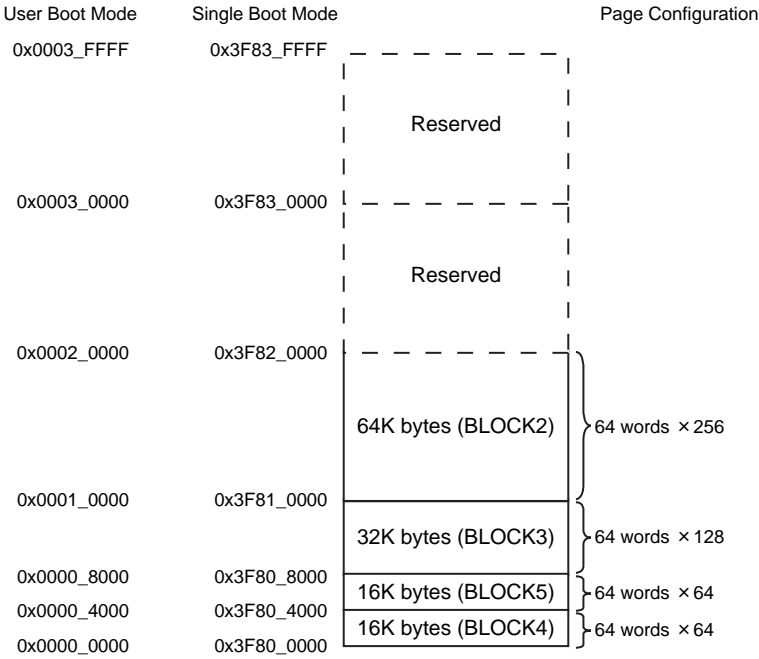 User Boot Mode Single Boot Mode Page Configuration
0x0003_FFFF 0x3F83_FFFF
Reserved
0x0003_0000 0x3F83_0000
Reserved
0x0002_0000 0x3F82_0000
64K bytes (BLOCK2) 64 words ×256
0x0001_0000 0x3F81_0000
32K bytes (BLOCK3) 64 words ×128
0x0000_8000 0x3F80_8000
16K bytes (BLOCK5) 64 words ×64
0x0000_4000 0x3F80_4000
16K bytes (BLOCK4) 64 words ×64
0x0000_0000 0x3F80_0000